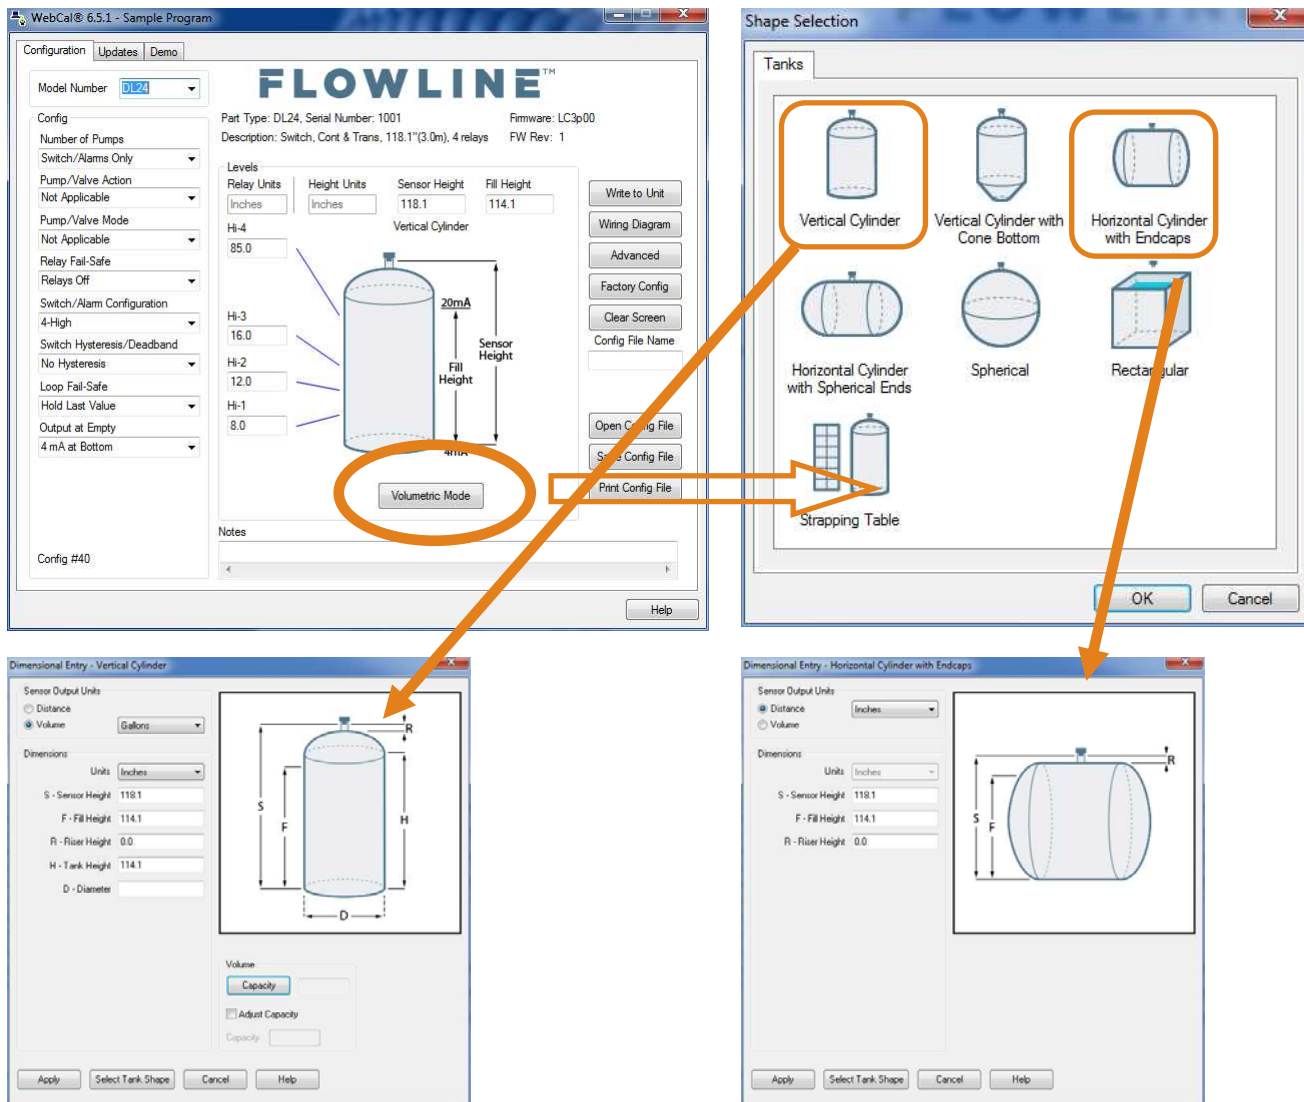 WebCal® 6.5.1 - Sample Program
Configuration Updates Demo
Model Number DL24
FLOWLINE™
Part Type: DL24, Serial Number: 1001 Firmware: LC3p00
Description: Switch, Cont & Trans, 118.1"(3.0m), 4 relays FW Rev: 1
Config
Number of Pumps
Switch/Alarms Only
Pump/Valve Action
Not Applicable
Pump/Valve Mode
Not Applicable
Relay Fail-Safe
Relays Off
Switch/Alarm Configuration
4-High
Switch Hysteresis/Deadband
No Hysteresis
Loop Fail-Safe
Hold Last Value
Output at Empty
4 mA at Bottom
Config #40
Levels
Relay Units Height Units Sensor Height Fill Height
Inches Inches 118.1 114.1
Vertical Cylinder
Hi-4
85.0
Hi-3
16.0
Hi-2
12.0
Hi-1
8.0
20mA
Sensor
Height
Fill
Height
4mA
Volumetric Mode
Notes
Write to Unit
Wiring Diagram
Advanced
Factory Config
Clear Screen
Config File Name
Open Config File
Save Config File
Print Config File
Help
Shape Selection
Tanks
Vertical Cylinder
Vertical Cylinder with
Cone Bottom
Horizontal Cylinder
with Endcaps
Horizontal Cylinder
with Spherical Ends
Spherical
Rectangular
Strapping Table
OK Cancel
Dimensional Entry - Vertical Cylinder
Sensor Output Units
Distance
Volume Gallons
Dimensions
Units Inches
S - Sensor Height 118.1
F - Fill Height 114.1
R - Riser Height 0.0
H - Tank Height 114.1
D - Diameter
R
S
F
H
D
Volume
Capacity
Adjust Capacity
Capacity
Apply Select Tank Shape Cancel Help
Dimensional Entry - Horizontal Cylinder with Endcaps
Sensor Output Units
Distance Inches
Volume
Dimensions
Units Inches
S - Sensor Height 118.1
F - Fill Height 114.1
R - Riser Height 0.0
R
S
F
Apply Select Tank Shape Cancel Help